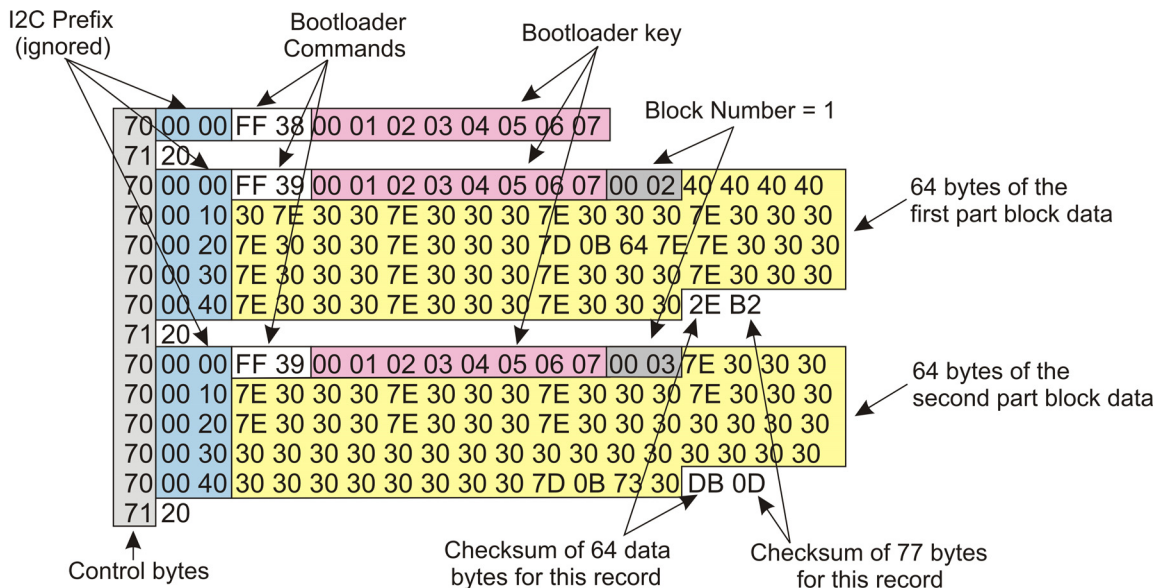 I2C Prefix
(ignored)
Bootloader
Commands
Bootloader key
Block Number = 1
70 00 00 FF 38 00 01 02 03 04 05 06 07
71 20
70 00 00 FF 39 00 01 02 03 04 05 06 07 00 02 40 40 40 40
70 00 10 30 7E 30 30 7E 30 30 30 7E 30 30 30 7E 30 30 30
70 00 20 7E 30 30 30 7E 30 30 30 7D 0B 64 7E 7E 30 30 30
70 00 30 7E 30 30 30 7E 30 30 30 7E 30 30 30 7E 30 30 30
70 00 40 7E 30 30 30 7E 30 30 30 7E 30 30 30 2E B2
71 20
70 00 00 FF 39 00 01 02 03 04 05 06 07 00 03 7E 30 30 30
70 00 10 7E 30 30 30 7E 30 30 30 7E 30 30 30 7E 30 30 30
70 00 20 7E 30 30 30 7E 30 30 30 7E 30 30 30 30 30 30 30
70 00 30 30 30 30 30 30 30 30 30 30 30 30 30 30 30 30 30
70 00 40 30 30 30 30 30 30 30 30 7D 0B 73 30 DB 0D
71 20
64 bytes of the
first part block data
64 bytes of the
second part block data
Control bytes
Checksum of 64 data
bytes for this record
Checksum of 77 bytes
for this record